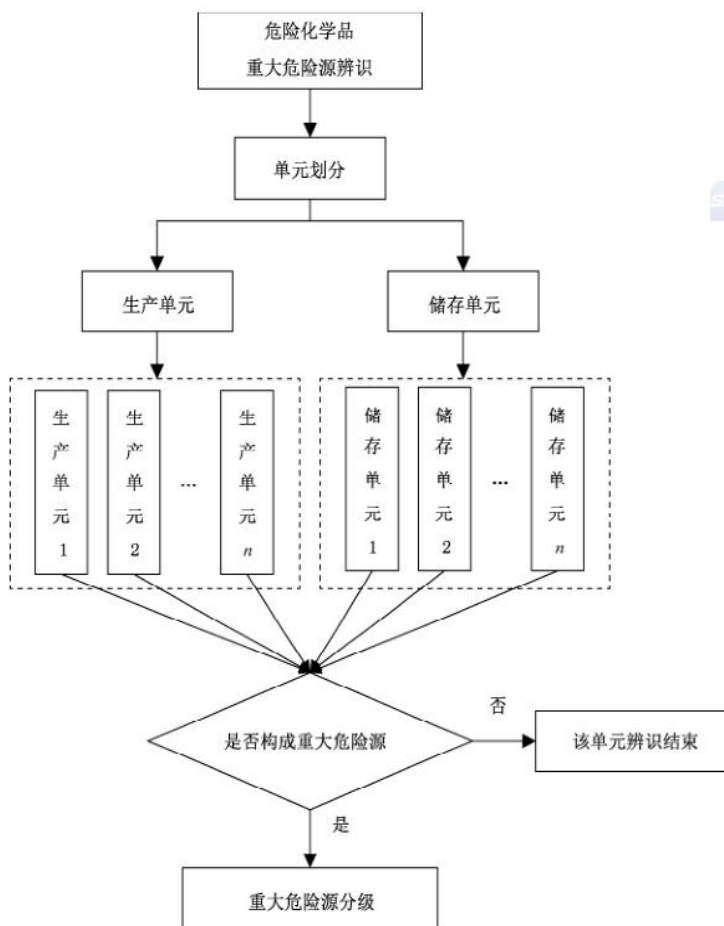 危险化学品
重大危险源辨识
单元划分
生产单元
储存单元
生产单元1
生产单元2
...
生产单元n
储存单元1
储存单元2
...
储存单元n
是否构成重大危险源
否
该单元辨识结束
是
重大危险源分级